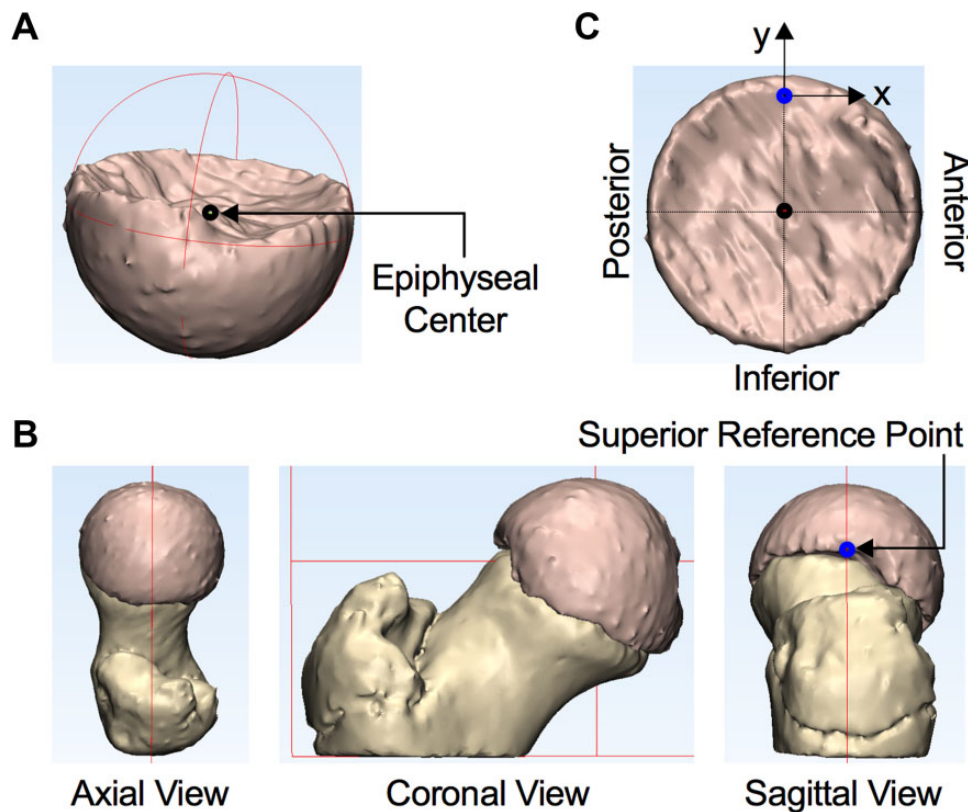 A
C
y
x
Posterior
Anterior
Epiphyseal
Center
Inferior
B
Superior Reference Point
Axial View
Coronal View
Sagittal View